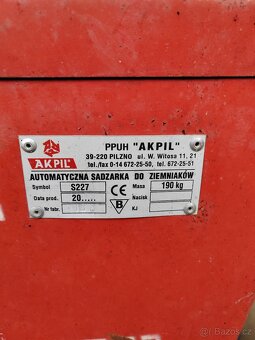 PPUH "AKPIL"
39-220 PILZNO ul. W. Witosa 11, 21
tel./fax 0-14 672-25-50, tel. 672-25-51
AKPIL
AUTOMATYCZNA SADZARKA DO ZIEMNIAKÓW
Symbol S227 CE Masa 190 kg
Data prod. 20..... B Nacisk
Nr fabr. KJ
sbazos.cz